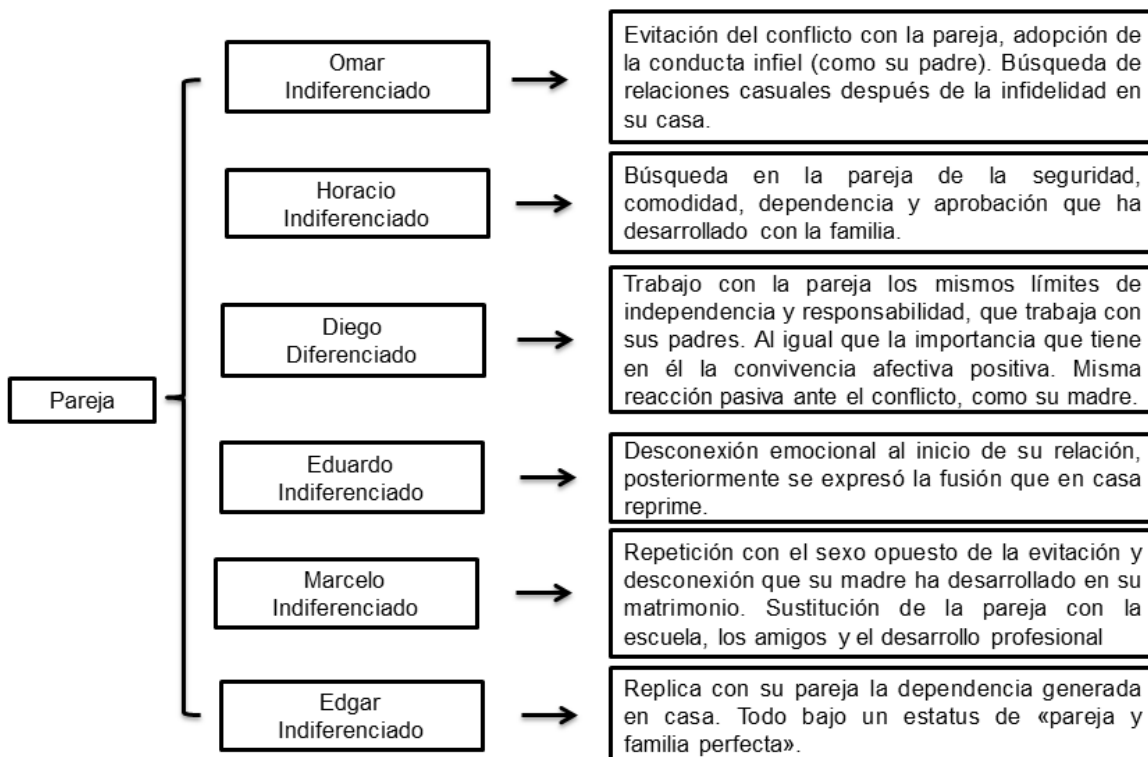 Pareja
Omar
Indiferenciado
Evitación del conflicto con la pareja, adopción de
la conducta infiel (como su padre). Búsqueda de
relaciones casuales después de la infidelidad en
su casa.
Horacio
Indiferenciado
Búsqueda en la pareja de la seguridad,
comodidad, dependencia y aprobación que ha
desarrollado con la familia.
Diego
Diferenciado
Trabajo con la pareja los mismos límites de
independencia y responsabilidad, que trabaja con
sus padres. Al igual que la importancia que tiene
en él la convivencia afectiva positiva. Misma
reacción pasiva ante el conflicto, como su madre.
Eduardo
Indiferenciado
Desconexión emocional al inicio de su relación,
posteriormente se expresó la fusión que en casa
reprime.
Marcelo
Indiferenciado
Repetición con el sexo opuesto de la evitación y
desconexión que su madre ha desarrollado en su
matrimonio. Sustitución de la pareja con la
escuela, los amigos y el desarrollo profesional
Edgar
Indiferenciado
Replica con su pareja la dependencia generada
en casa. Todo bajo un estatus de «pareja y
familia perfecta».